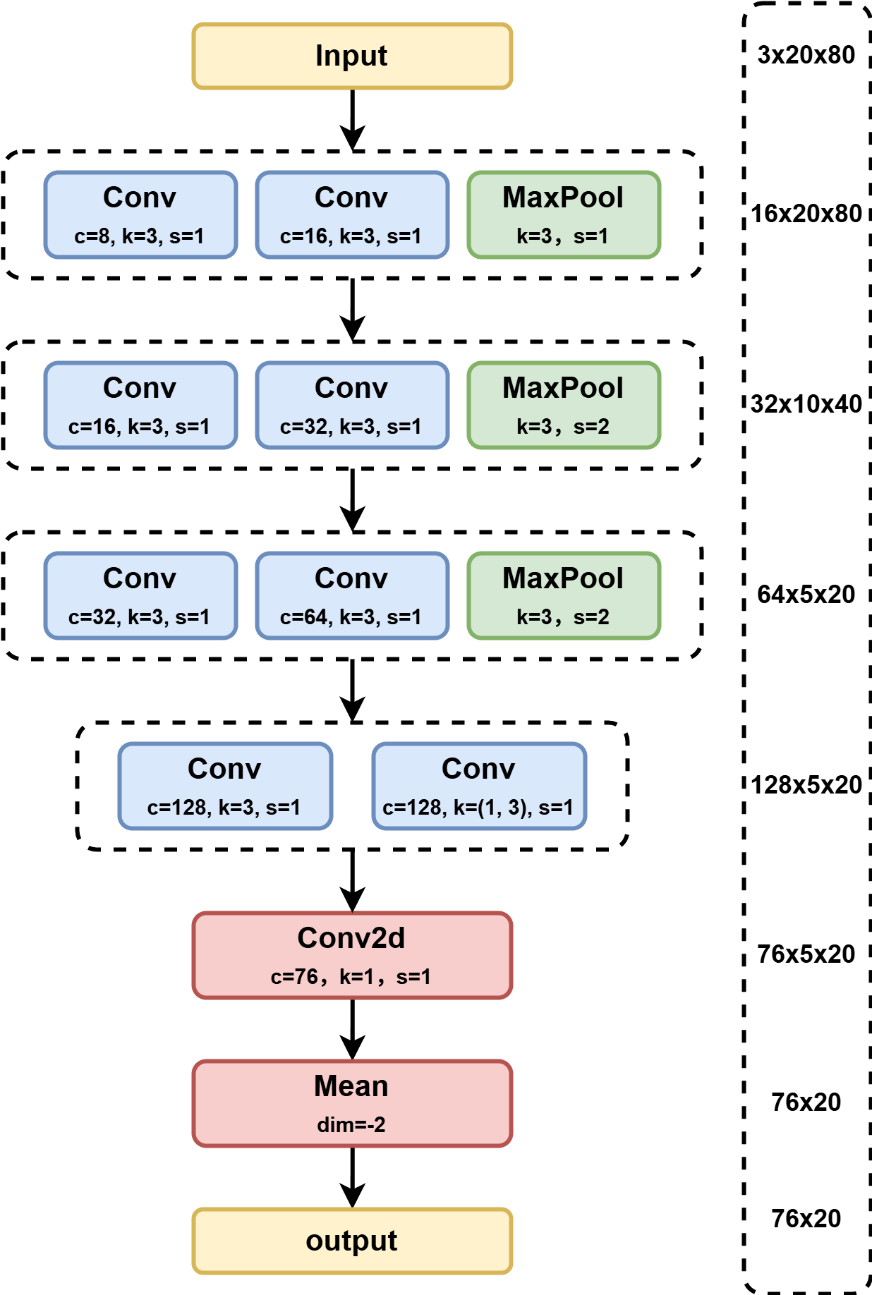 Input
3x20x80
Conv
c=8, k=3, s=1
Conv
c=16, k=3, s=1
MaxPool
k=3，s=1
16x20x80
Conv
c=16, k=3, s=1
Conv
c=32, k=3, s=1
MaxPool
k=3，s=2
32x10x40
Conv
c=32, k=3, s=1
Conv
c=64, k=3, s=1
MaxPool
k=3，s=2
64x5x20
Conv
c=128, k=3, s=1
Conv
c=128, k=(1, 3), s=1
128x5x20
Conv2d
c=76，k=1，s=1
76x5x20
Mean
dim=-2
76x20
output
76x20